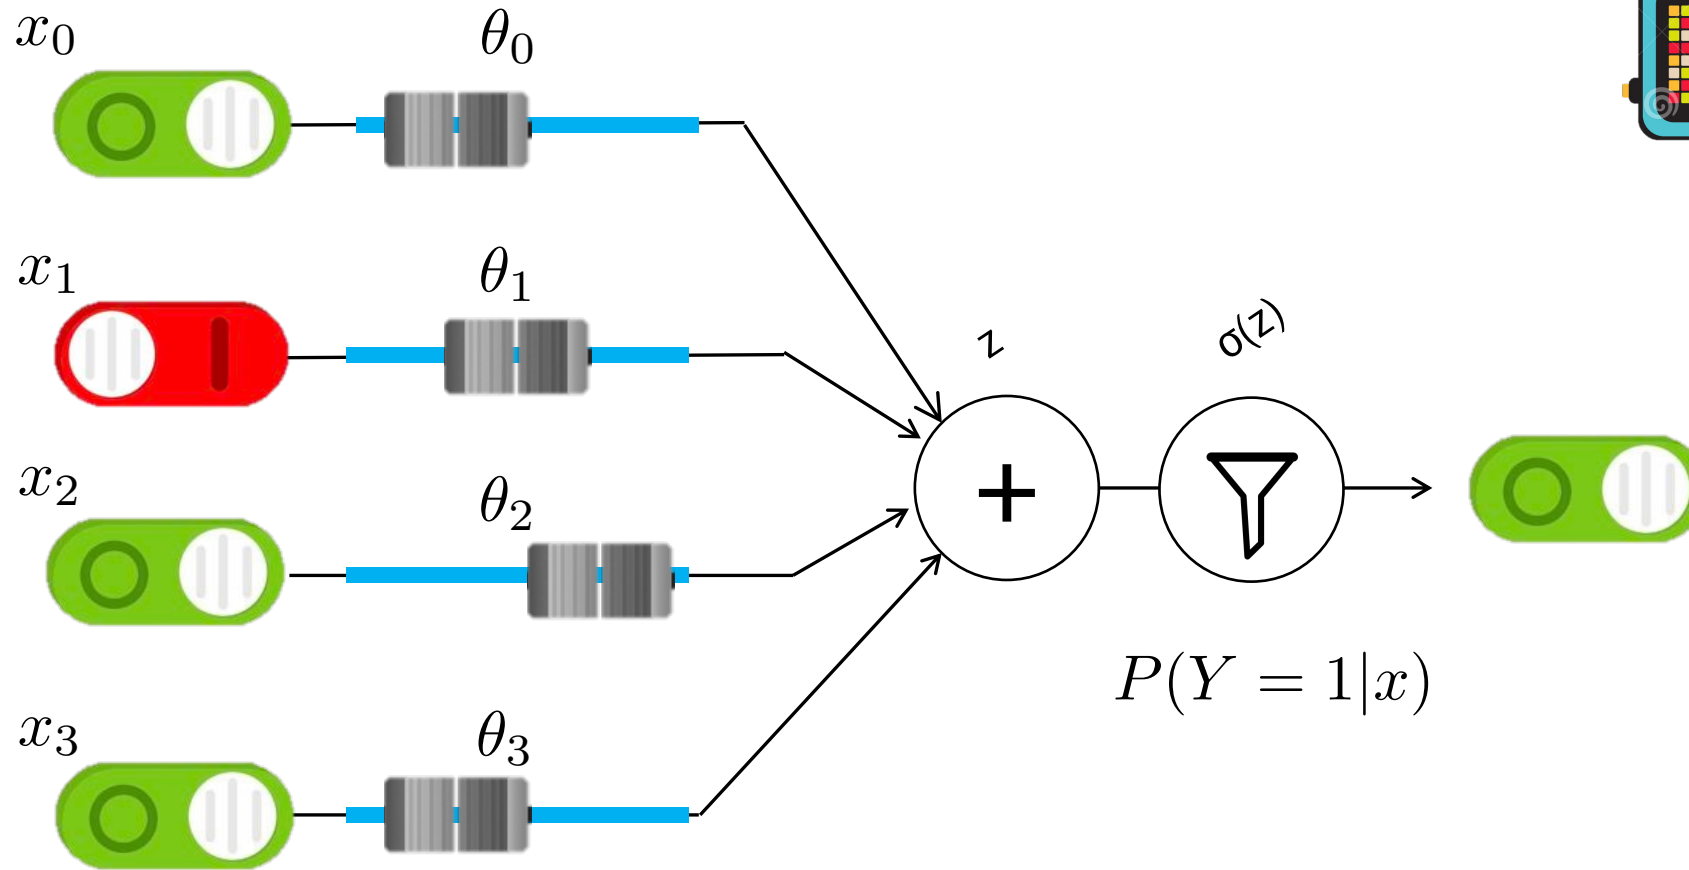 x₀
θ₀
x₁
θ₁
x₂
θ₂
x₃
θ₃
z
σ(z)
+
P(Y = 1|x)